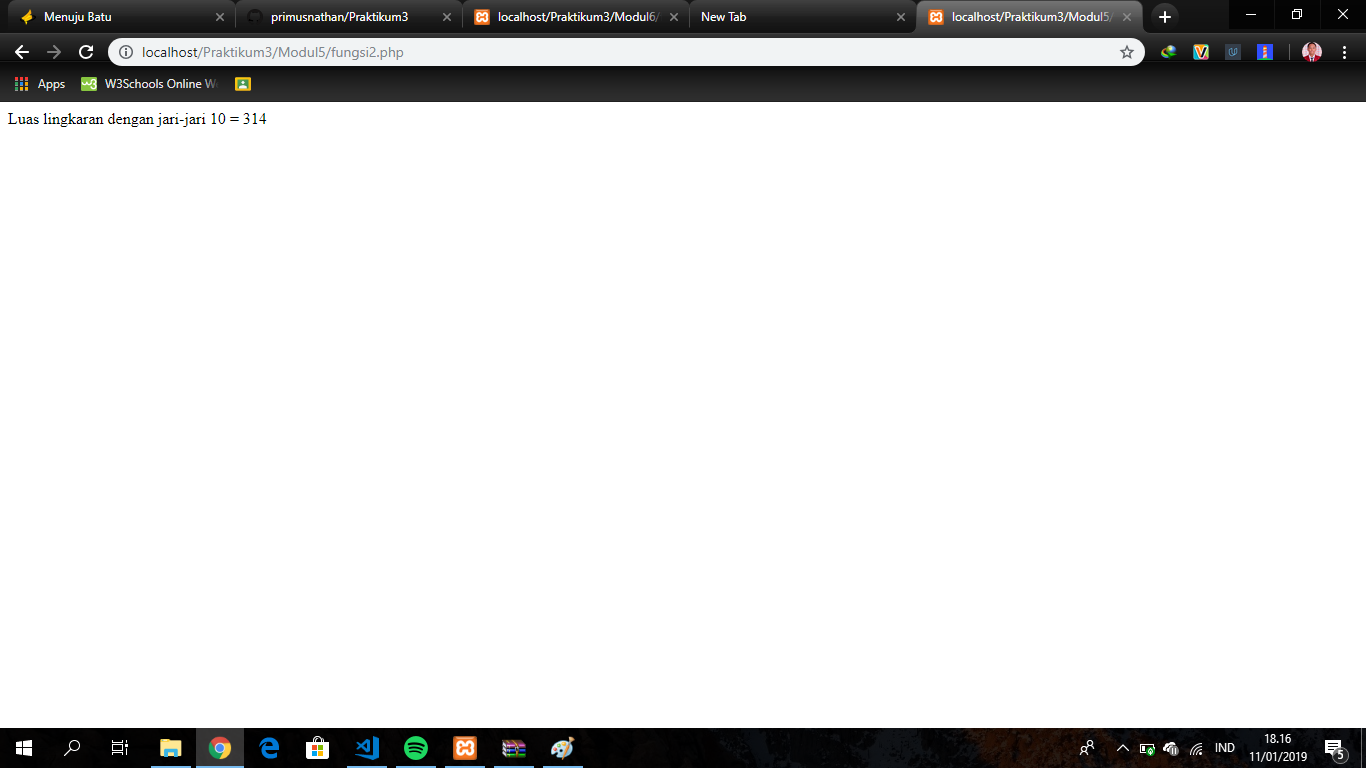 Menuju Batu
primusnathan/Praktikum3
localhost/Praktikum3/Modul6/
New Tab
localhost/Praktikum3/Modul5/
localhost/Praktikum3/Modul5/fungsi2.php
Apps
W3Schools Online We
Luas lingkaran dengan jari-jari 10 = 314
IND
18.16
11/01/2019
5